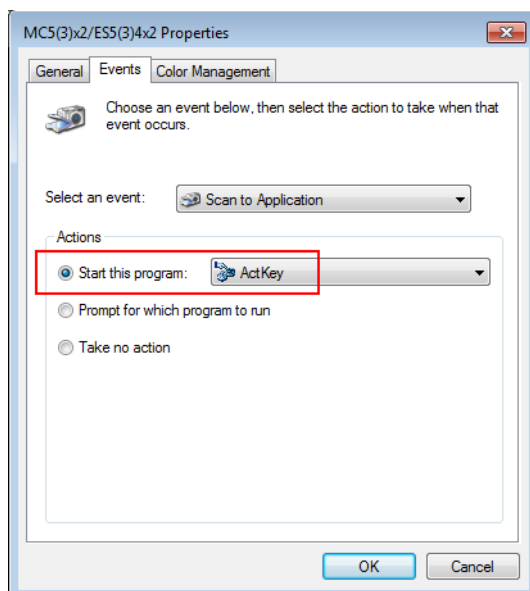 MC5(3)x2/ES5(3)4x2 Properties
General Events Color Management
Choose an event below, then select the action to take when that
event occurs.
Select an event: Scan to Application
Actions
Start this program: ActKey
Prompt for which program to run
Take no action
OK Cancel